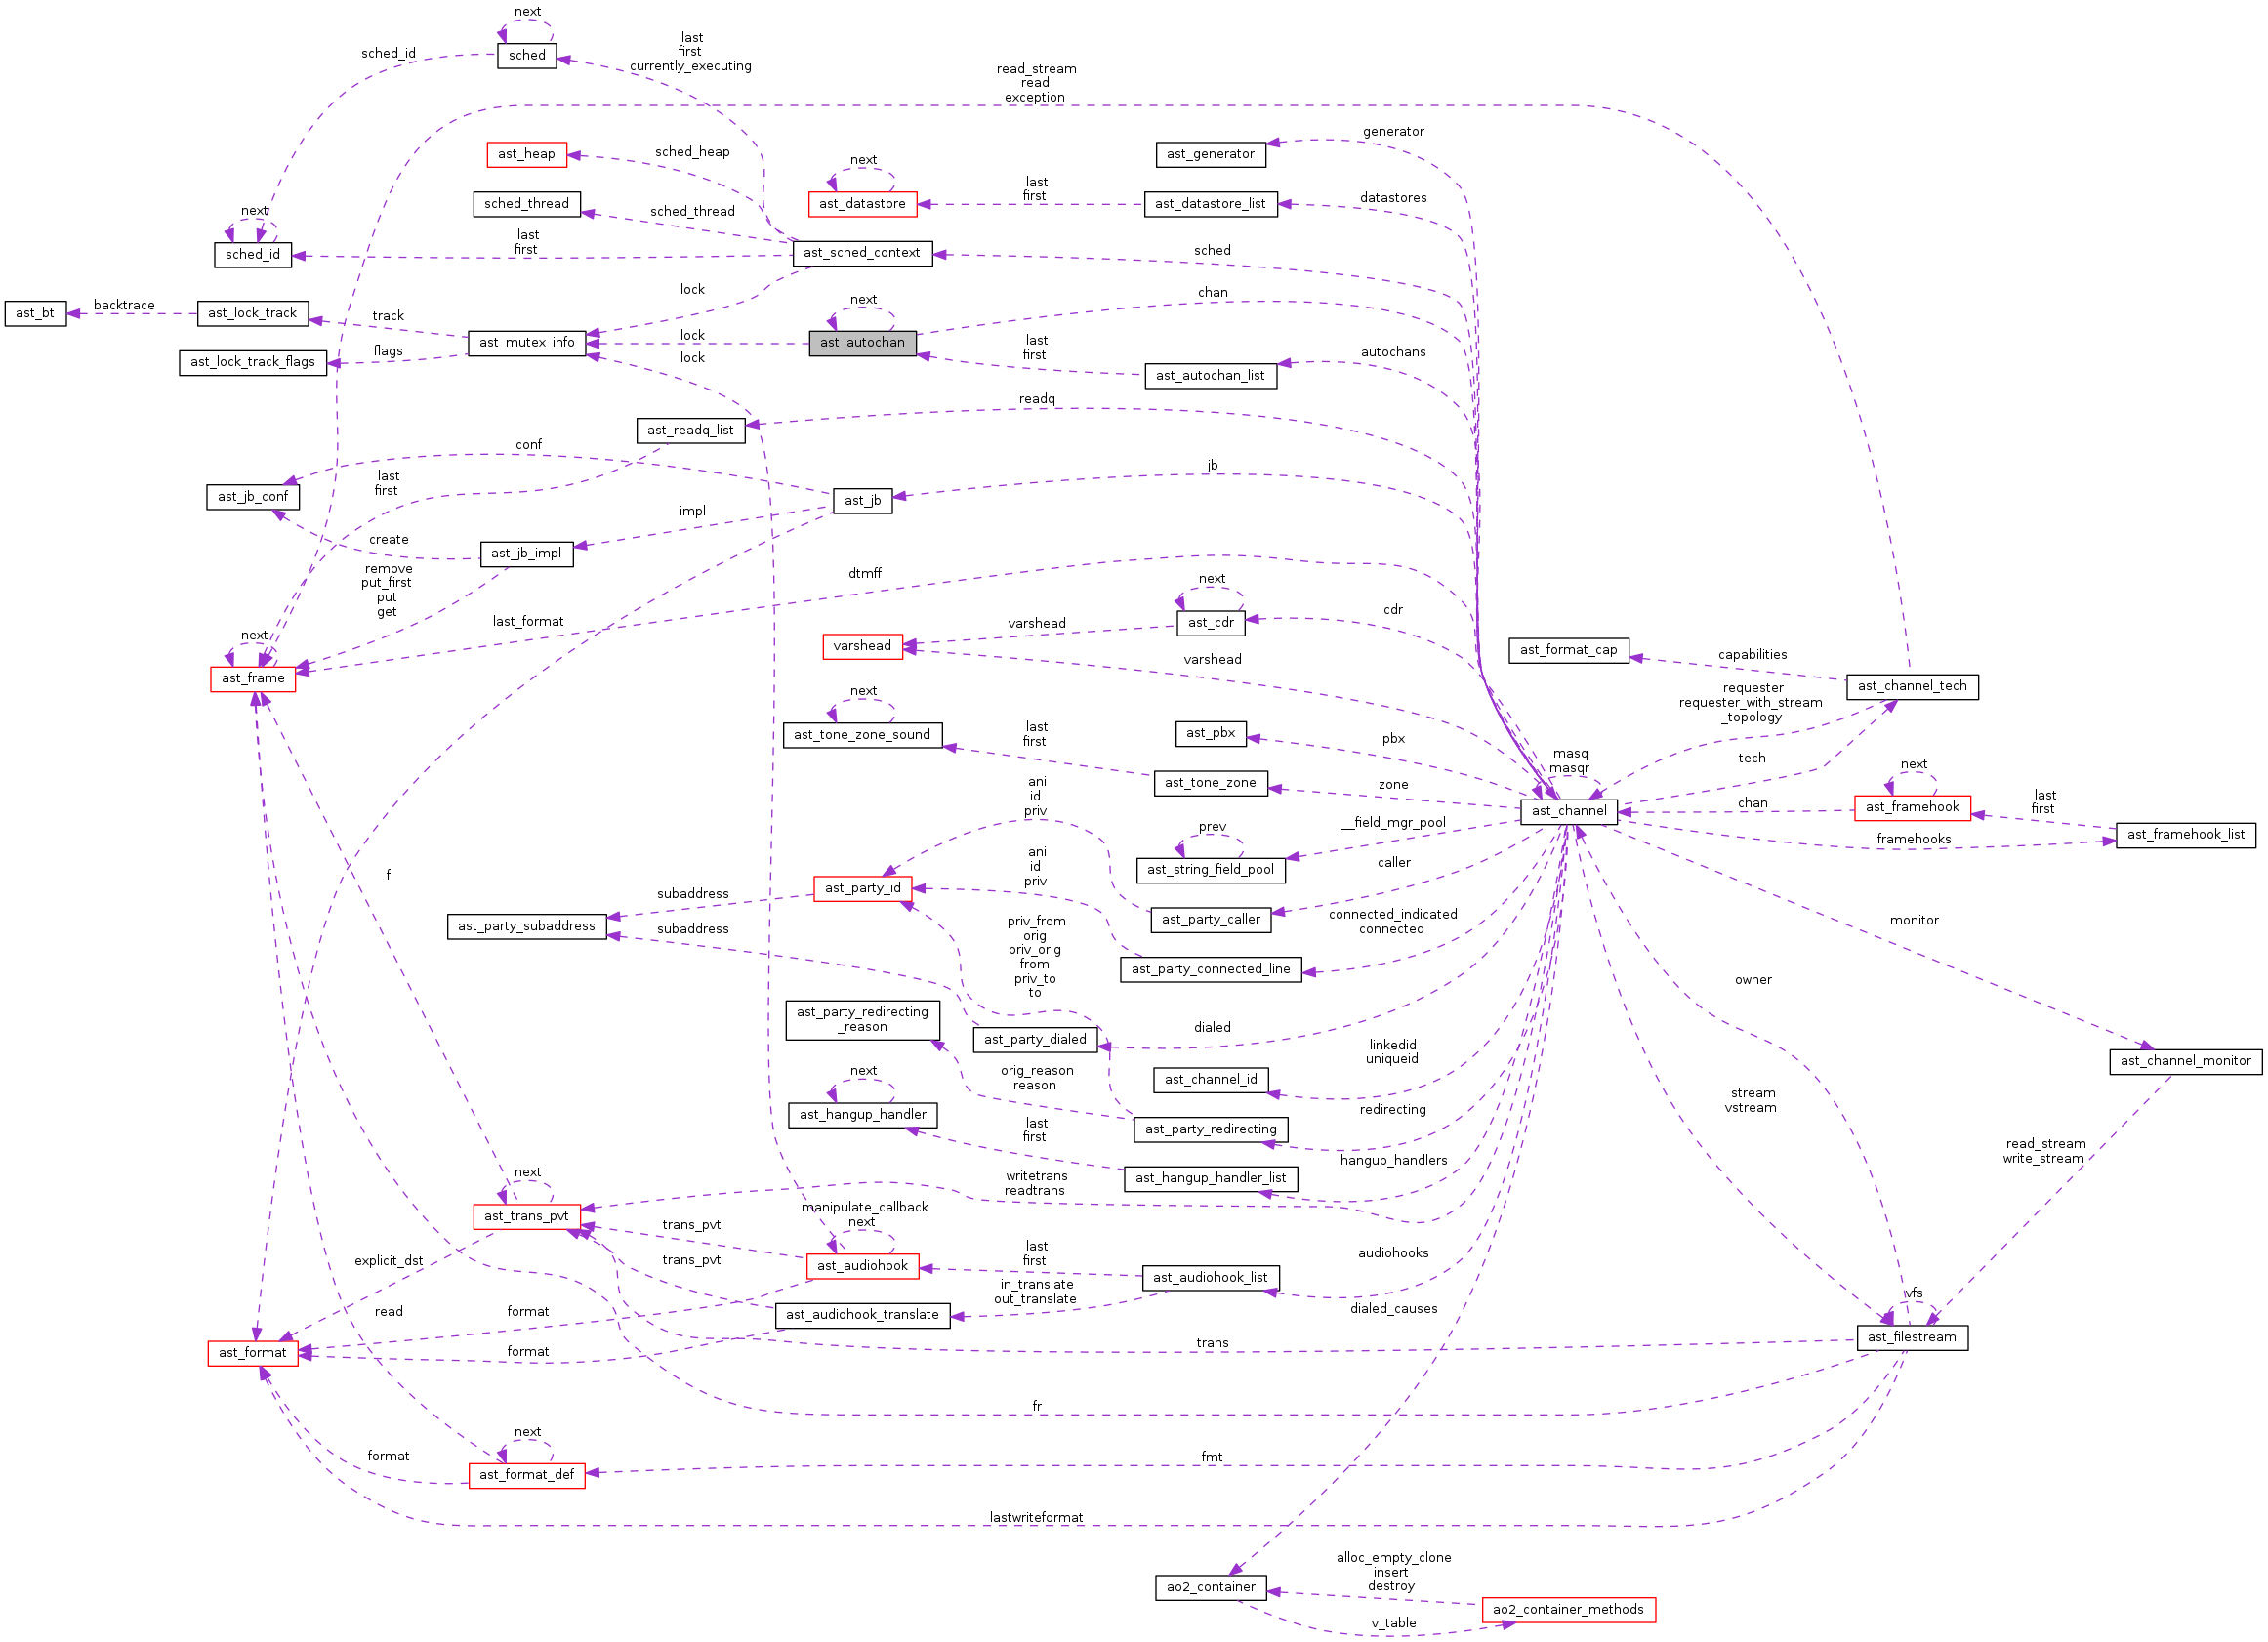 next
sched
sched_id
last
first
currently_executing
read_stream
read
exception
generator
ast_heap
sched_heap
next
ast_generator
sched_thread
sched_thread
ast_datastore
last
first
ast_datastore_list
datastores
next
sched_id
last
first
ast_sched_context
sched
ast_bt
backtrace
ast_lock_track
track
lock
next
chan
ast_mutex_info
lock
ast_autochan
last
first
autochans
ast_lock_track_flags
flags
lock
ast_autochan_list
readq
ast_readq_list
conf
jb
last
first
ast_jb_conf
ast_jb
impl
create
ast_jb_impl
remove
put_first
put
get
dtmff
next
cdr
last_format
varshead
ast_cdr
next
varshead
ast_format_cap
capabilities
ast_frame
varshead
ast_channel_tech
requester
requester_with_stream
_topology
next
last
first
ast_tone_zone_sound
ast_pbx
pbx
masq
masqr
tech
next
ast_tone_zone
zone
ani
id
priv
ast_channel
chan
ast_framehook
last
first
__field_mgr_pool
prev
framehooks
ast_framehook_list
f
ani
id
priv
ast_string_field_pool
caller
subaddress
ast_party_id
ast_party_subaddress
subaddress
ast_party_caller
connected_indicated
connected
monitor
priv_from
orig
priv_orig
from
priv_to
to
ast_party_connected_line
owner
ast_party_redirecting
_reason
ast_party_dialed
dialed
linkedid
uniqueid
ast_channel_monitor
next
orig_reason
reason
ast_channel_id
stream
vstream
ast_hangup_handler
last
first
ast_party_redirecting
redirecting
read_stream
write_stream
next
writetrans
readtrans
ast_hangup_handler_list
hangup_handlers
ast_trans_pvt
trans_pvt
manipulate_callback
next
explicit_dst
trans_pvt
ast_audiohook
last
first
ast_audiohook_list
audiohooks
vfs
read
format
ast_audiohook_translate
in_translate
out_translate
dialed_causes
ast_filestream
ast_format
format
trans
fr
next
format
ast_format_def
fmt
lastwriteformat
ao2_container
alloc_empty_clone
insert
destroy
ao2_container_methods
v_table